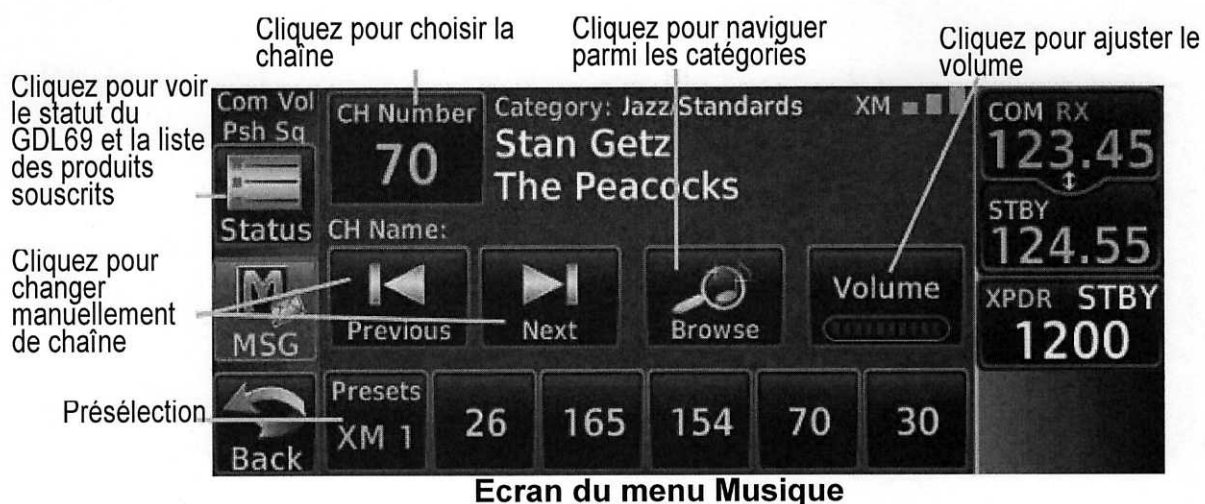 Cliquez pour choisir la
chaîne
Cliquez pour naviguer
parmi les catégories
Cliquez pour ajuster le
volume
Cliquez pour voir
le statut du
GDL69 et la liste
des produits
souscrits
Cliquez pour
changer
manuellement
de chaîne
Présélection
Com Vol
Psh Sq
Status
MSG
Back
CH Number
70
Category: Jazz/Standards
XM
Stan Getz
The Peacocks
CH Name:
Previous
Next
Browse
Volume
Presets
XM 1
26
165
154
70
30
COM RX
123.45
STBY
124.55
XPDR STBY
1200
Ecran du menu Musique